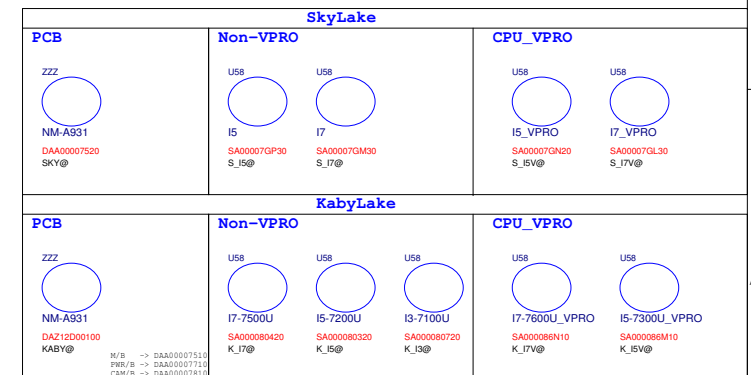 SkyLake
PCB Non-VPRO CPU_VPRO
ZZZ U58 U58 U58 U58
NM-A931 I5 I7 I5_VPRO I7_VPRO
DAA00007520 SA00007GP30 SA00007GM30 SA00007GN20 SA00007GL30
SKY@ S_I5@ S_I7@ S_I5V@ S_I7V@
KabyLake
PCB Non-VPRO CPU_VPRO
ZZZ U58 U58 U58 U58 U58
NM-A931 I7-7500U I5-7200U I3-7100U I7-7600U_VPRO I5-7300U_VPRO
DAZ12D00100 SA000080420 SA000080320 SA000080720 SA000086N10 SA000086M10
KABY@ K_I7@ K_I5@ K_I3@ K_I7V@ K_I5V@
M/B -> DAA00007510
PWR/B -> DAA00007710
CAM/B -> DAA00007810